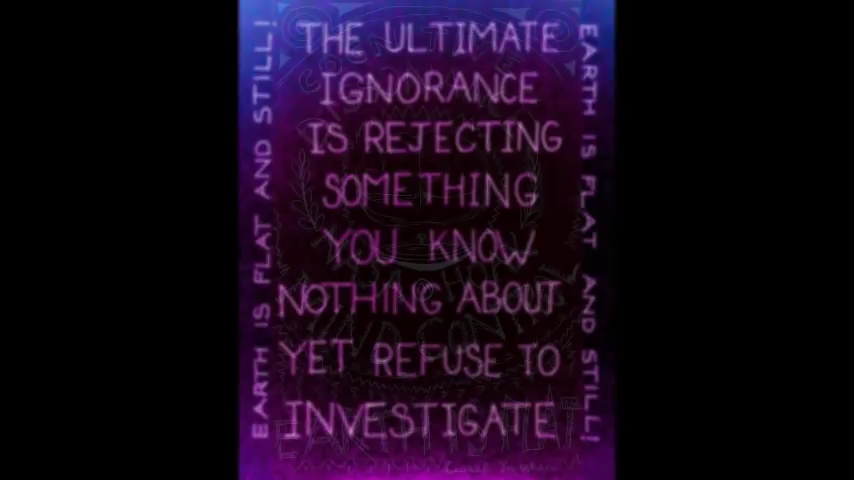 EARTH IS FLAT AND STILL!
THE ULTIMATE
IGNORANCE
IS REJECTING
SOMETHING
YOU KNOW
NOTHING ABOUT
YET REFUSE TO
INVESTIGATE
EARTH IS FLAT AND STILL!